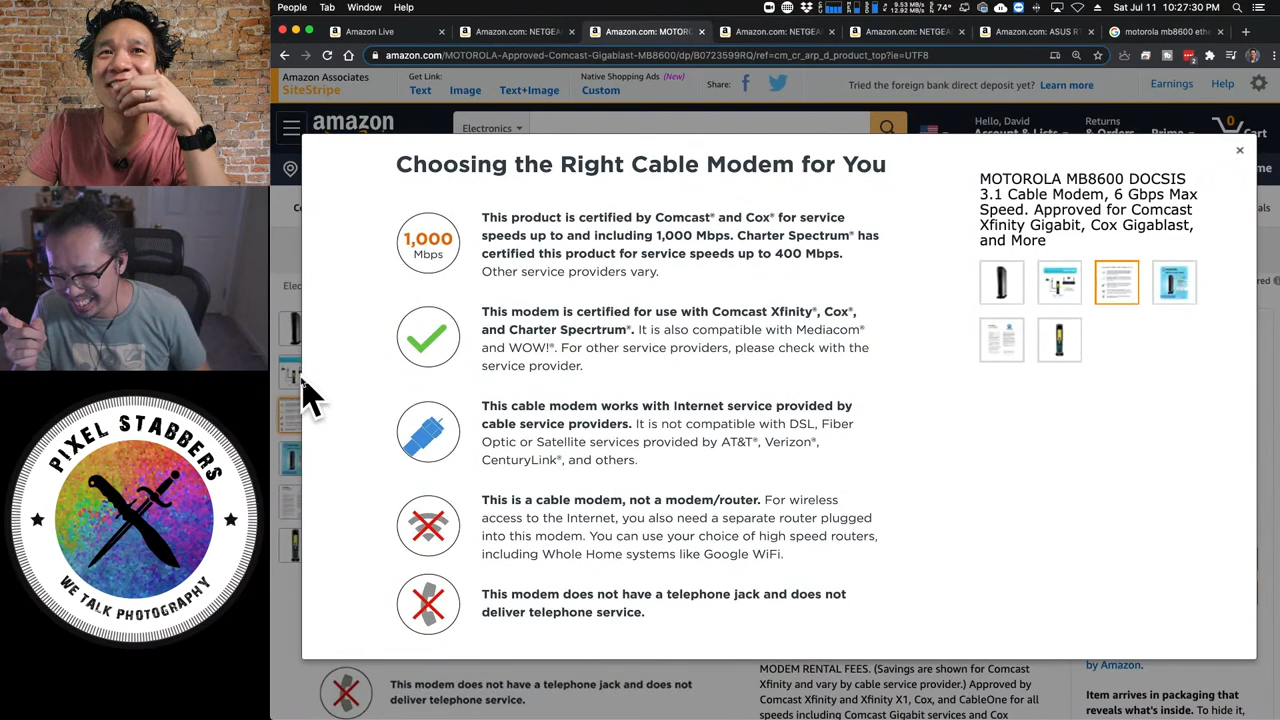 People Tab Window Help
9.53 MB/s
2.92 MB/s
74°
Sat Jul 11 10:27:30 PM
Amazon Live
Amazon.com: NETGEA
Amazon.com: MOTORO
Amazon.com: NETGEA
Amazon.com: NETGEA
Amazon.com: ASUS R
motorola mb8600 ethe
amazon.com/MOTOROLA-Approved-Comcast-Gigablast-MB8600/dp/B0723599RQ/ref=cm_cr_arp_d_product_top?ie=UTF8
Amazon Associates
SiteStripe
Get Link:
Text Image Text+Image
Native Shopping Ads (New)
Custom
Share:
Tried the foreign bank direct deposit yet? Learn more
Earnings Help
amazon
Electronics
Hello, David
Account & Lists
Returns
& Orders
Prime
0
Cart
Choosing the Right Cable Modem for You
1,000
Mbps
This product is certified by Comcast® and Cox® for service
speeds up to and including 1,000 Mbps. Charter Spectrum® has
certified this product for service speeds up to 400 Mbps.
Other service providers vary.
This modem is certified for use with Comcast Xfinity®, Cox®,
and Charter Specrtrum®. It is also compatible with Mediacom®
and WOW!®. For other service providers, please check with the
service provider.
This cable modem works with Internet service provided by
cable service providers. It is not compatible with DSL, Fiber
Optic or Satellite services provided by AT&T®, Verizon®,
CenturyLink®, and others.
This is a cable modem, not a modem/router. For wireless
access to the Internet, you also need a separate router plugged
into this modem. You can use your choice of high speed routers,
including Whole Home systems like Google WiFi.
This modem does not have a telephone jack and does not
deliver telephone service.
MOTOROLA MB8600 DOCSIS
3.1 Cable Modem, 6 Gbps Max
Speed. Approved for Comcast
Xfinity Gigabit, Cox Gigablast,
and More
This modem does not have a telephone jack and does not
deliver telephone service.
MODEM RENTAL FEES. (Savings are shown for Comcast
Xfinity and vary by cable service provider.) Approved by
Comcast Xfinity and Xfinity X1, Cox, and CableOne for all
speeds including Comcast Gigabit services and Cox
by Amazon.
Item arrives in packaging that
reveals what's inside. To hide it,
PIXEL STABBERS
WE TALK PHOTOGRAPHY